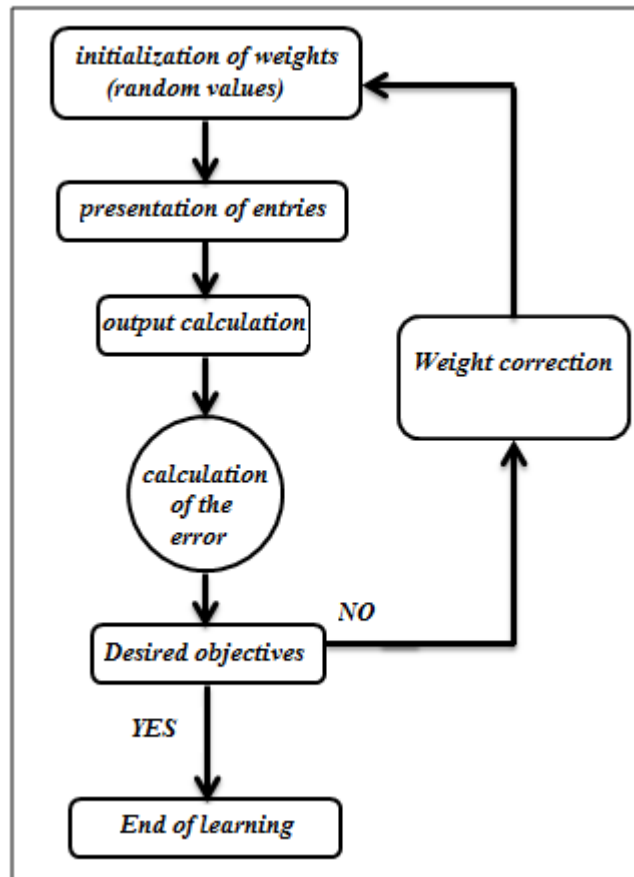 initialization of weights
(random values)
presentation of entries
output calculation
Weight correction
calculation
of the
error
NO
Desired objectives
YES
End of learning